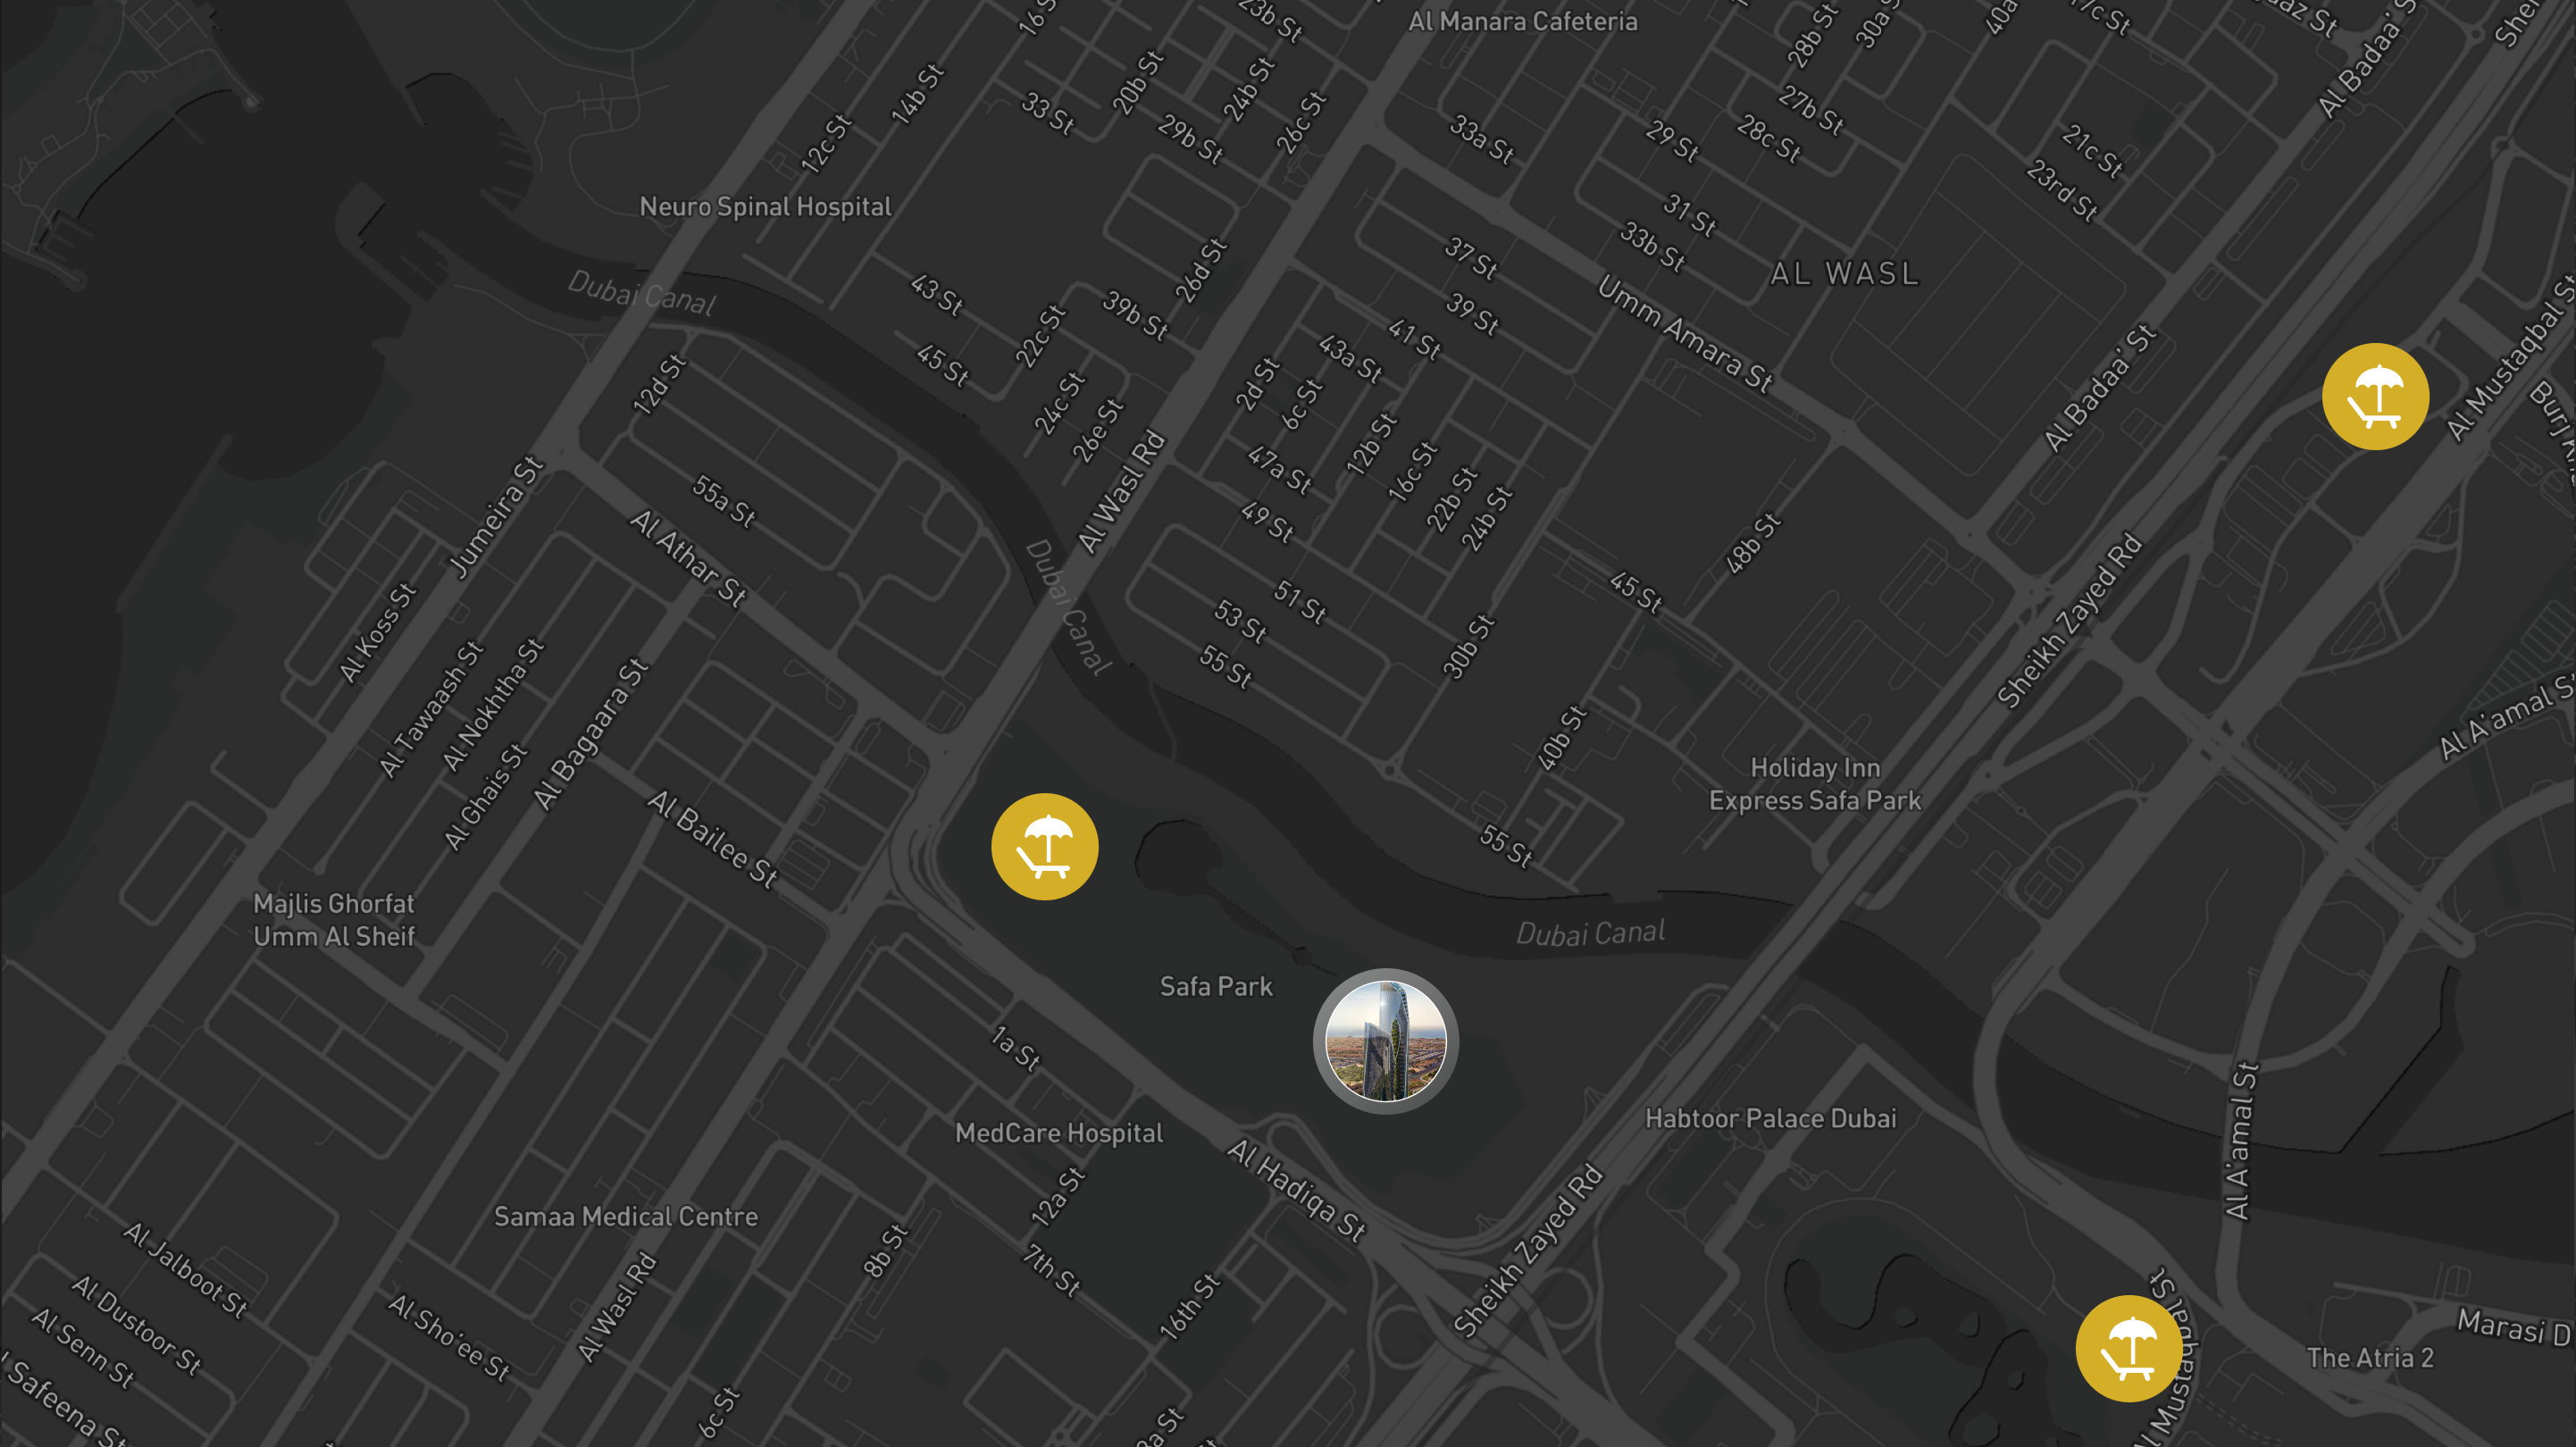 16 S
23b St
Al Manara Cafeteria
28b St
30a S
40a
7c St
az St
Al Badaa' S
She
12c St
14b St
33 St
20b St
29b St
24b St
26c St
33a St
29 St
28c St
27b St
21c St
23rd St
Neuro Spinal Hospital
31 St
33b St
37 St
39 St
AL WASL
Dubai Canal
43 St
45 St
22c St
39b St
26d St
24c St
26e St
2d St
6c St
43a St
41 St
Umm Amara St
Al Badaa' St
Al Mustaqbal St
12d St
47a St
12b St
16c St
22b St
24b St
49 St
48b St
45 St
Al Wasl Rd
Jumeira St
55a St
Al Athar St
Dubai Canal
51 St
53 St
55 St
30b St
40b St
Sheikh Zayed Rd
Al Koss St
Al Tawaash St
Al Nokhtha St
Al Ghais St
Al Bagaara St
Al Bailee St
Al A'amal S
Holiday Inn
Express Safa Park
55 St
Majlis Ghorfat
Umm Al Sheif
Dubai Canal
Safa Park
1a St
MedCare Hospital
Habtoor Palace Dubai
Al A'amal St
12a St
Al Hadiqa St
Sheikh Zayed Rd
Samaa Medical Centre
8b St
7th St
16th St
Al Jalboot St
Al Dustoor St
Al Senn St
Safeena St
Al Sho'ee St
Al Wasl Rd
6c St
8a St
Al Mustaqbal St
Marasi D
The Atria 2